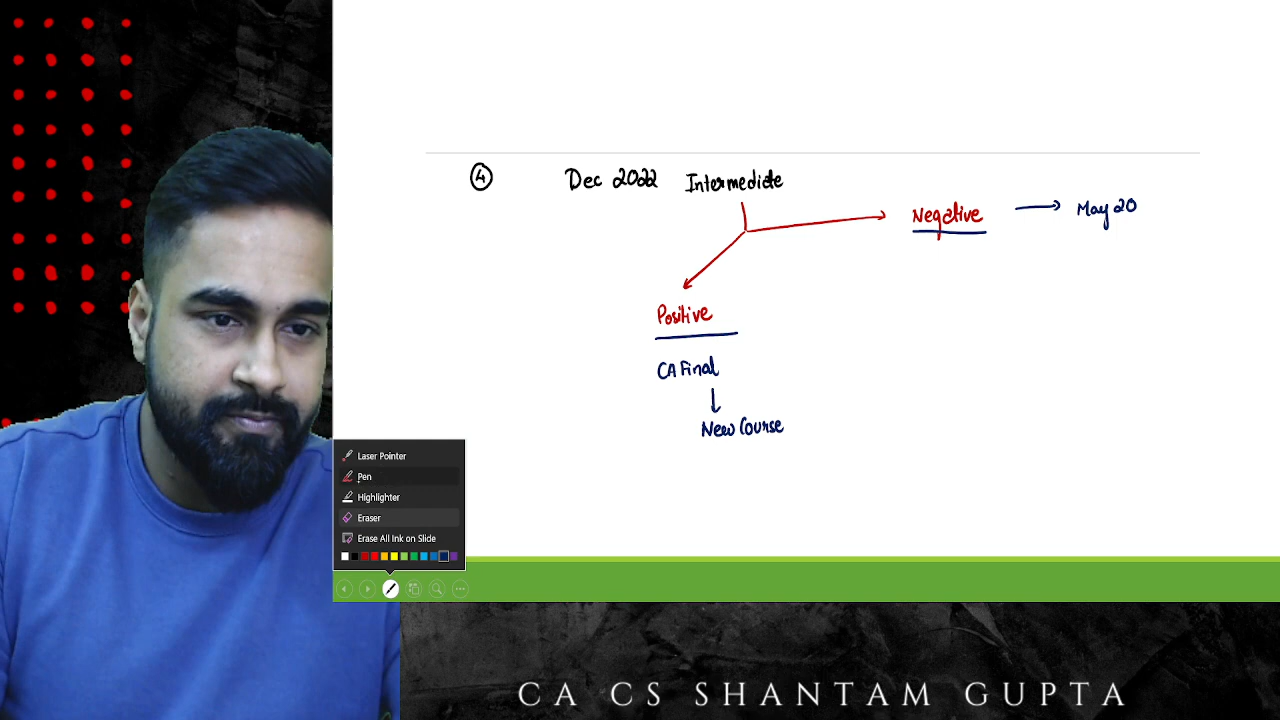 ④ Dec 2022 Intermediate
Negative → May 20
Positive
CA Final
New Course
Laser Pointer
Pen
Highlighter
Eraser
Erase All Ink on Slide
CA CS SHANTAM GUPTA